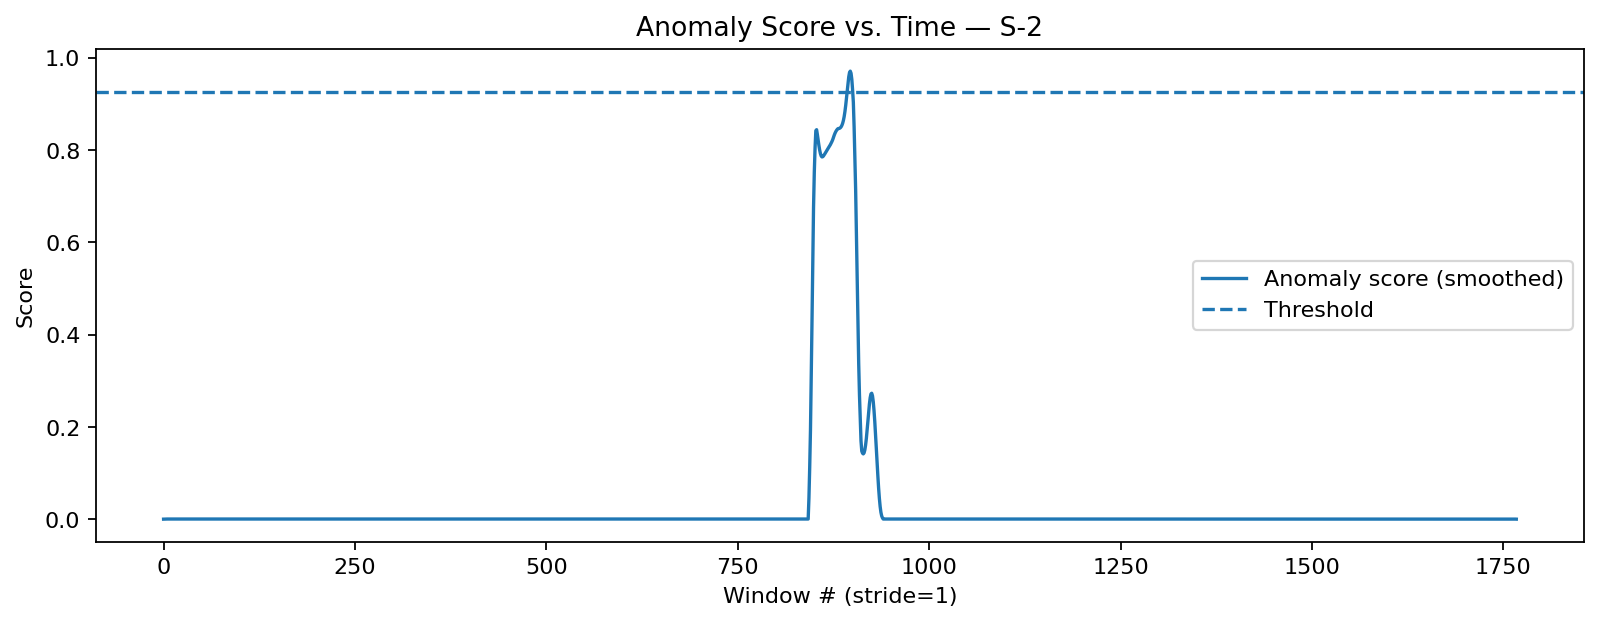 Anomaly Score vs. Time — S-2
1.0
0.8
0.6
0.4
0.2
0.0
Score
Anomaly score (smoothed)
Threshold
0 250 500 750 1000 1250 1500 1750
Window # (stride=1)